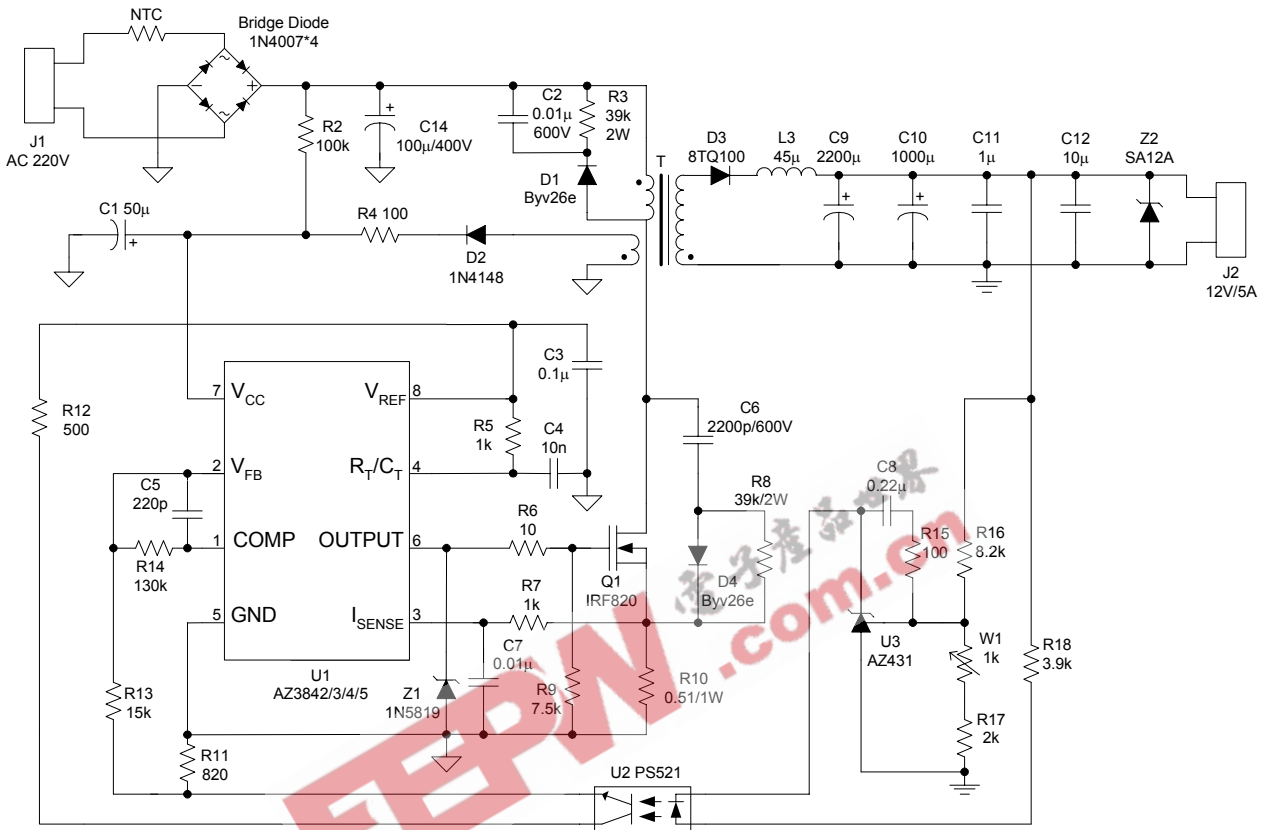 NTC
Bridge Diode
1N4007*4
J1
AC 220V
R2
100k
C14
100μ/400V
C2
0.01μ
600V
R3
39k
2W
D1
Byv26e
T
D3
8TQ100
L3
45μ
C9
2200μ
C10
1000μ
C11
1μ
C12
10μ
Z2
SA12A
J2
12V/5A
C1 50μ
R4 100
D2
1N4148
C3
0.1μ
R12
500
7 VCC
VREF 8
R5
1k
C4
10n
2 VFB
RT/CT 4
C5
220p
1 COMP
OUTPUT 6
R14
130k
5 GND
ISENSE 3
U1
AZ3842/3/4/5
R6
10
R7
1k
Q1
IRF820
C6
2200p/600V
R8
39k/2W
D4
Byv26e
C8
0.22μ
R15
100
R16
8.2k
U3
AZ431
W1
1k
R18
3.9k
R17
2k
C7
0.01μ
Z1
1N5819
R9
7.5k
R10
0.51/1W
R13
15k
R11
820
U2 PS521
電子產品世界
.com.cn
EEPW